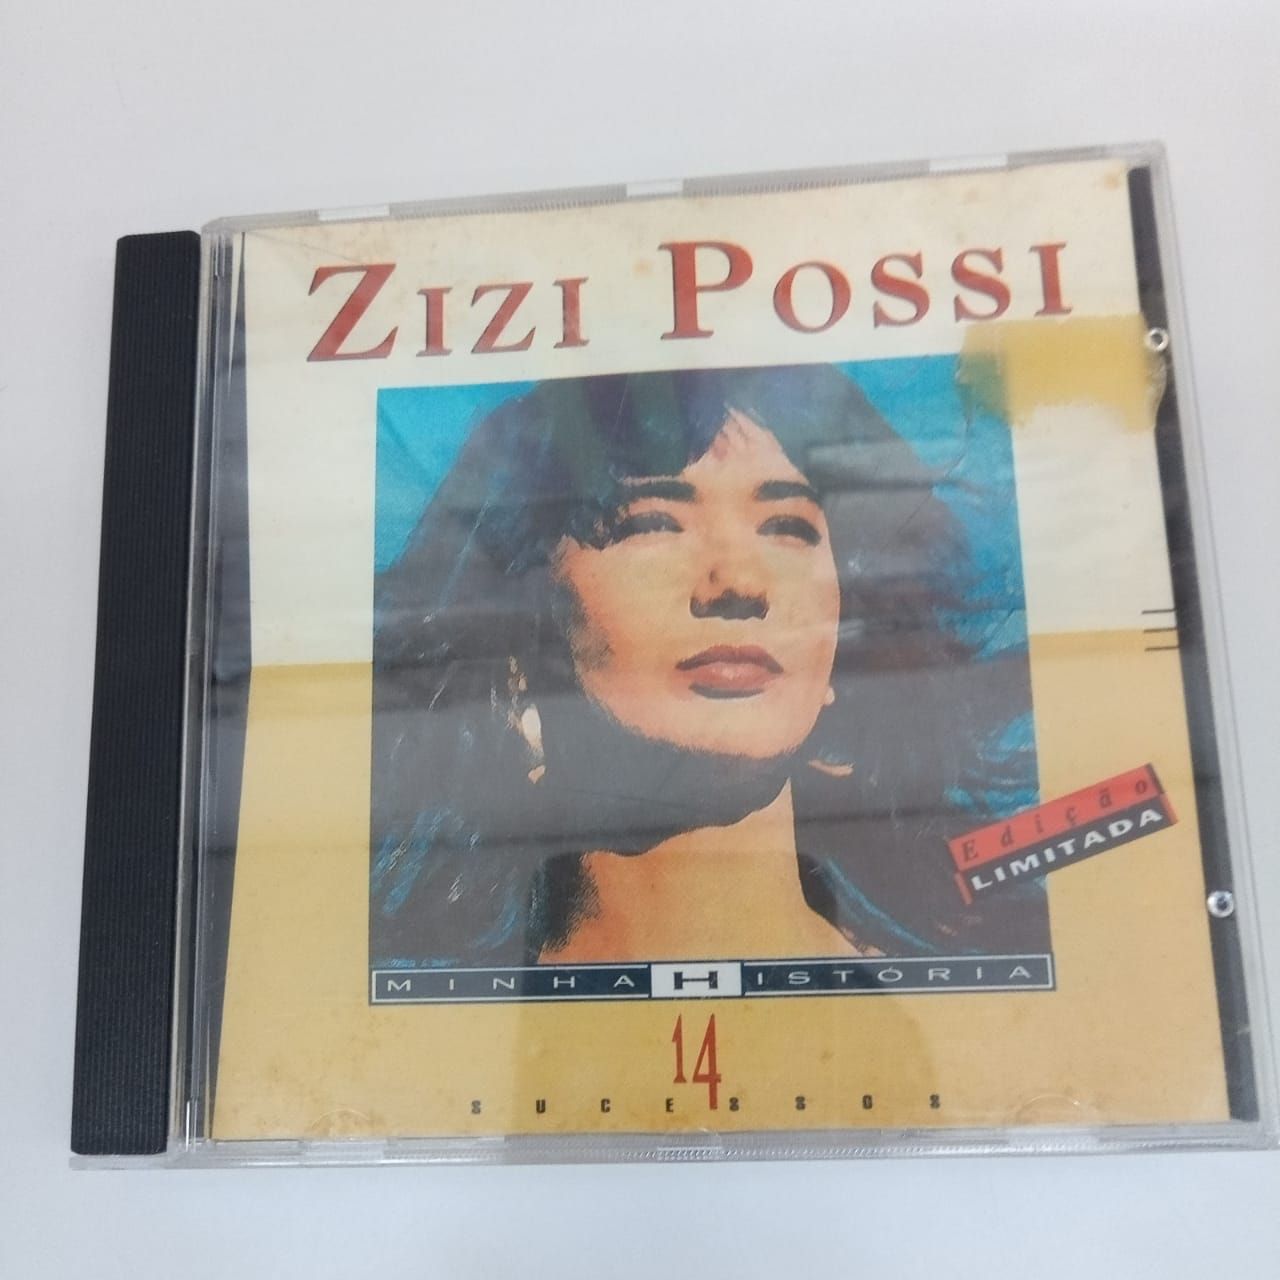 ZIZI POSSI
Edição
LIMITADA
MINHA HISTÓRIA
14
SUCESSOS